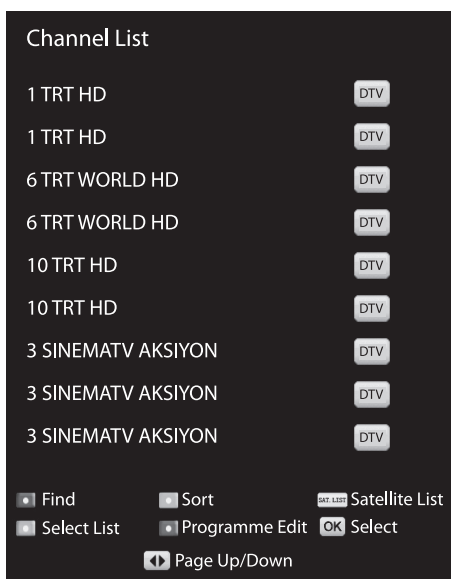 Channel List
1 TRT HD DTV
1 TRT HD DTV
6 TRT WORLD HD DTV
6 TRT WORLD HD DTV
10 TRT HD DTV
10 TRT HD DTV
3 SINEMATV AKSIYON DTV
3 SINEMATV AKSIYON DTV
3 SINEMATV AKSIYON DTV
Find Sort SAT. LIST Satellite List
Select List Programme Edit OK Select
Page Up/Down